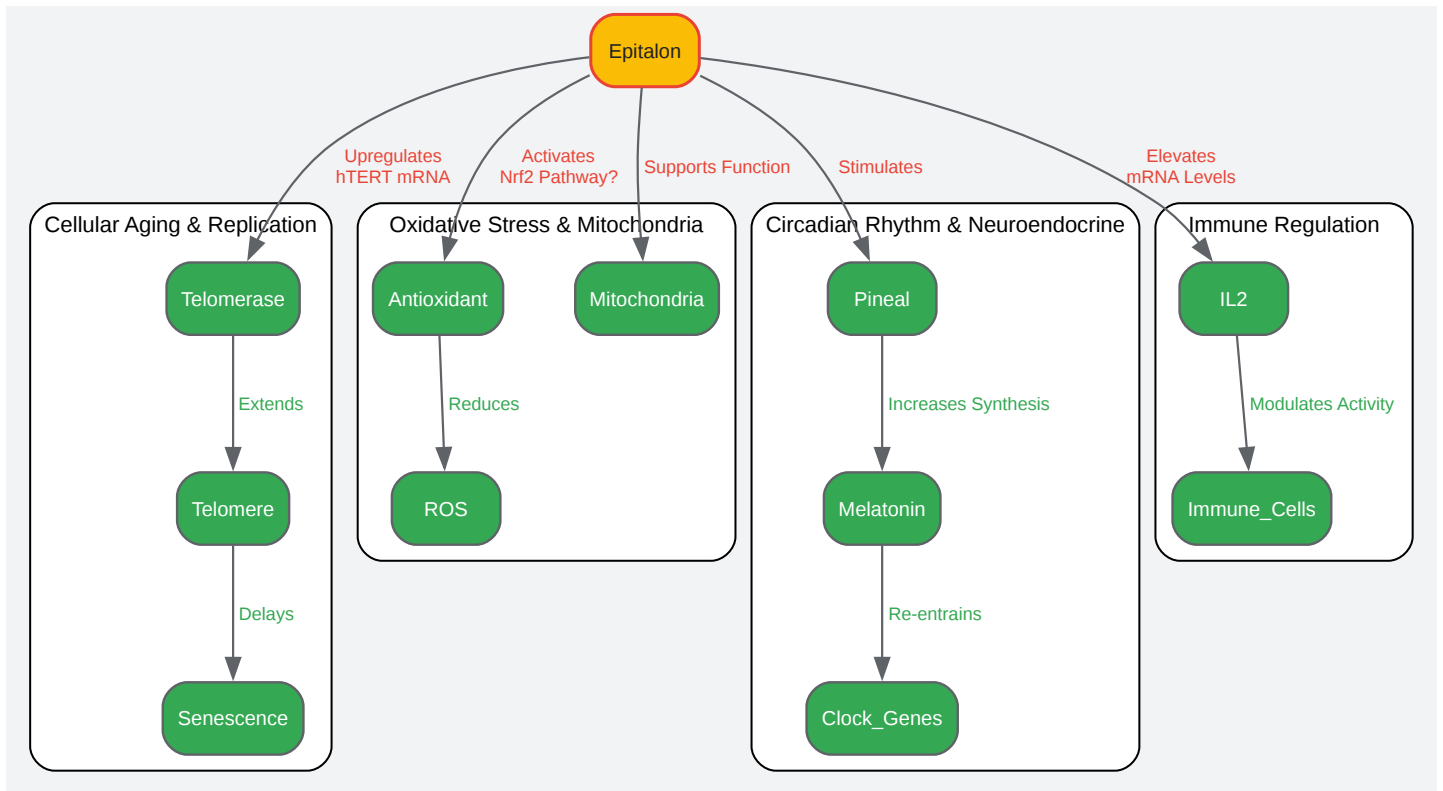 Epitalon
Upregulates
hTERT mRNA
Activates
Nrf2 Pathway?
Supports Function
Stimulates
Elevates
mRNA Levels
Cellular Aging & Replication
Oxidative Stress & Mitochondria
Circadian Rhythm & Neuroendocrine
Immune Regulation
Telomerase
Antioxidant
Mitochondria
Pineal
IL2
Extends
Reduces
Increases Synthesis
Modulates Activity
Telomere
ROS
Melatonin
Immune_Cells
Delays
Re-entrains
Senescence
Clock_Genes